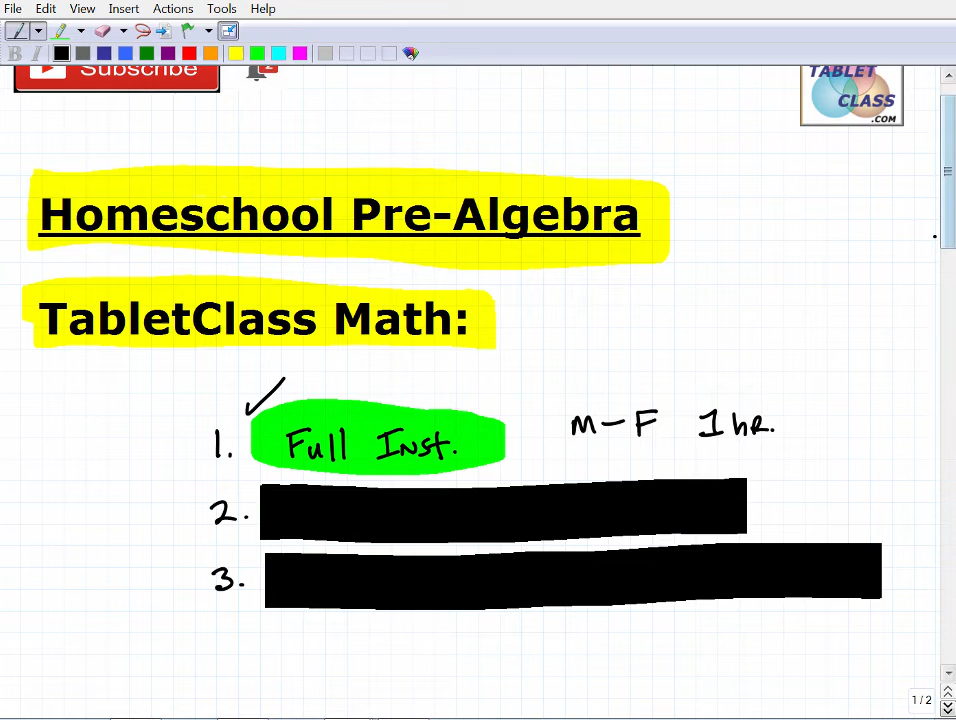 File Edit View Insert Actions Tools Help
B I
Subscribe 2
TABLET
CLASS
.COM
Homeschool Pre-Algebra
TabletClass Math:
1. Full Inst. M-F 1 hr.
2.
3.
1 / 2